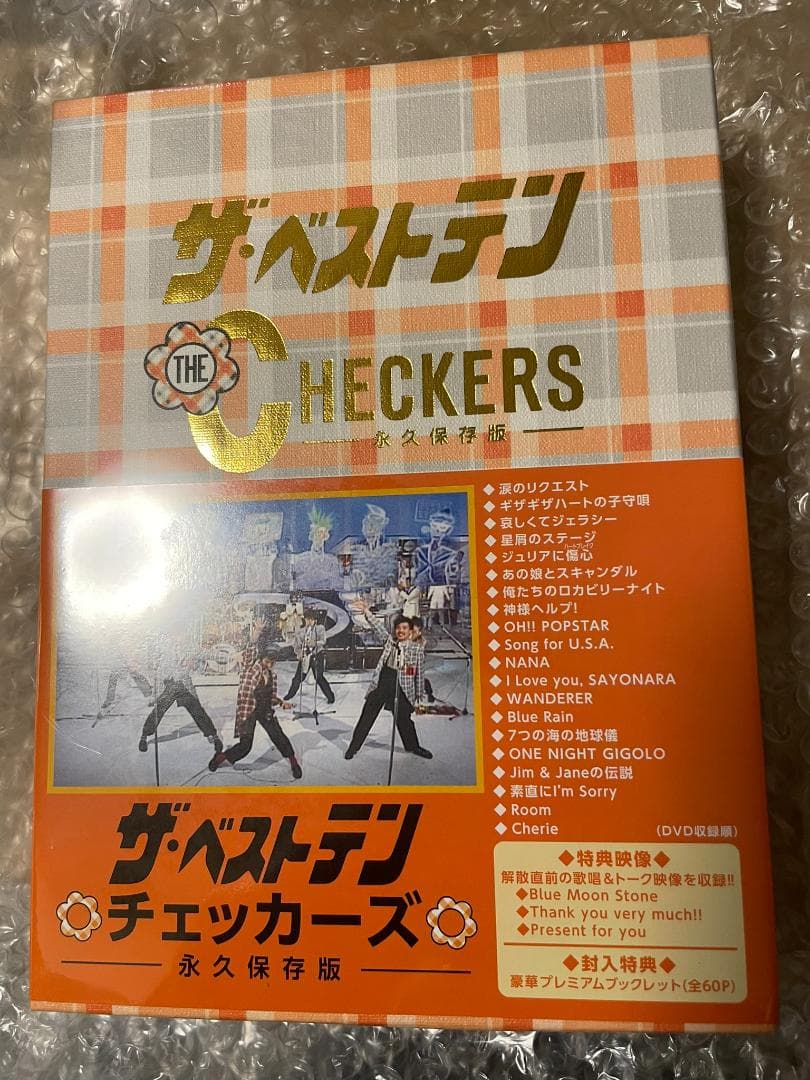 ザ・ベストテン
THE CHECKERS
永久保存版
◆涙のリクエスト
◆ギザギザハートの子守唄
◆哀しくてジェラシー
◆星屑のステージ
ハートブレイク
◆ジュリアに傷心
◆あの娘とスキャンダル
◆俺たちのロカビリーナイト
◆神様ヘルプ!
◆OH!! POPSTAR
◆Song for U.S.A.
◆NANA
◆I Love you, SAYONARA
◆WANDERER
◆Blue Rain
◆7つの海の地球儀
◆ONE NIGHT GIGOLO
◆Jim & Janeの伝説
◆素直にI'm Sorry
◆Room
◆Cherie (DVD収録順)
ザ・ベストテン
チェッカーズ
永久保存版
◆特典映像◆
解散直前の歌唱&トーク映像を収録!!
◆Blue Moon Stone
◆Thank you very much!!
◆Present for you
◆封入特典◆
豪華プレミアムブックレット(全60P)